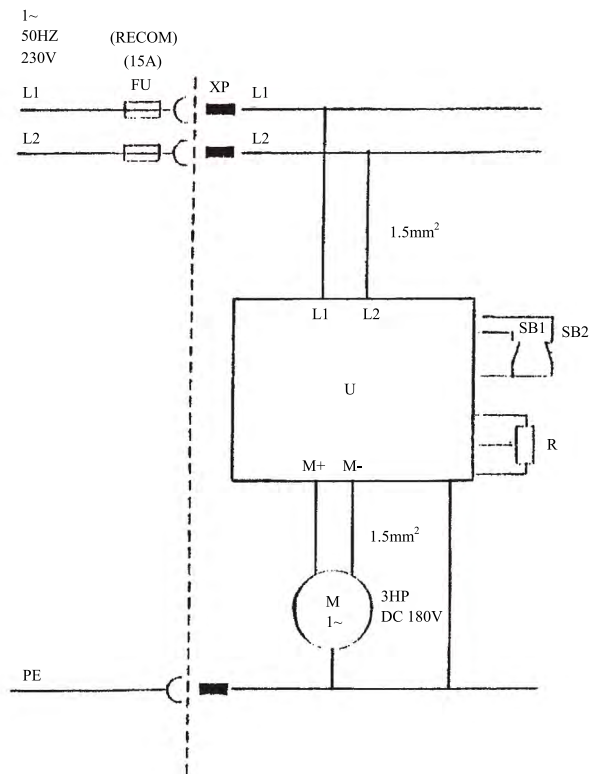 1~
50HZ
230V
(RECOM)
(15A)
FU
XP
L1
L1
L2
L2
1.5mm²
L1
L2
SB1
SB2
U
R
M+
M-
1.5mm²
M
1~
3HP
DC 180V
PE